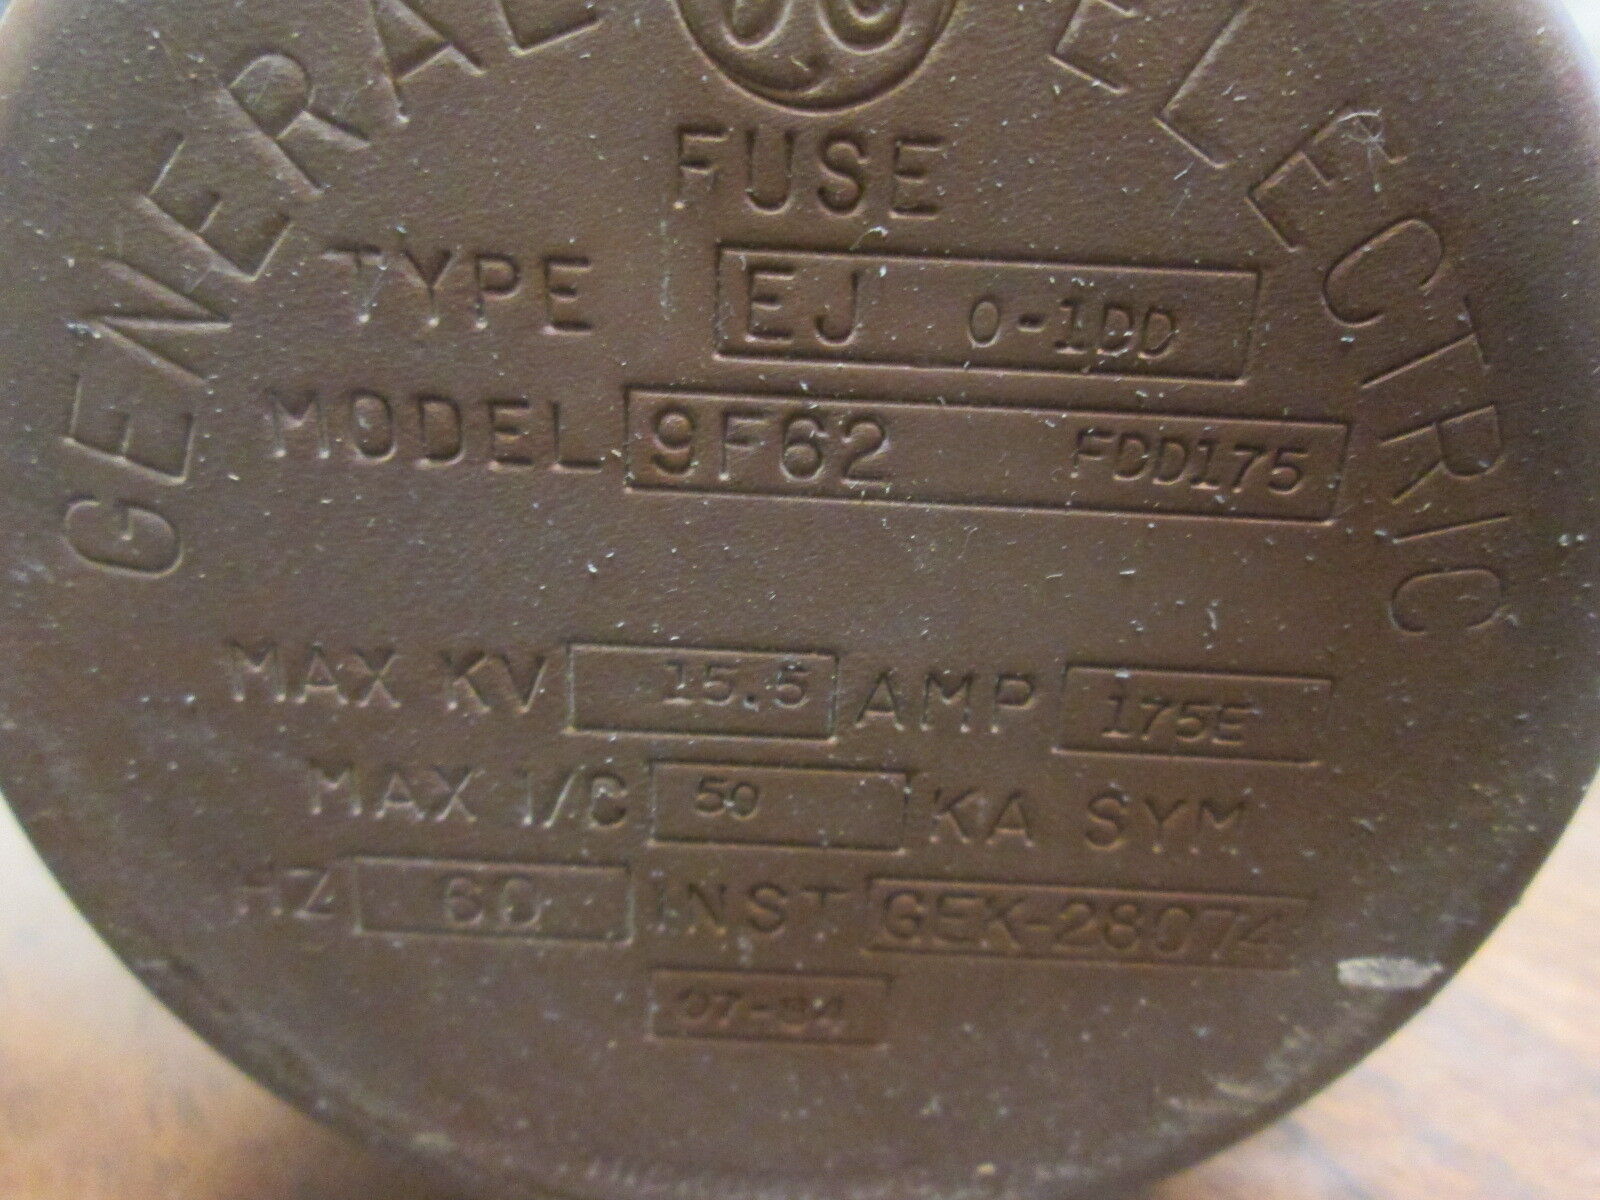 GENERAL GE ELECTRIC
FUSE
TYPE EJ O-1DD
MODEL 9F62 FDD175
MAX KV 15.5 AMP 175E
MAX I/C 50 KA SYM
HZ 60 INST GEK-28074
07-84